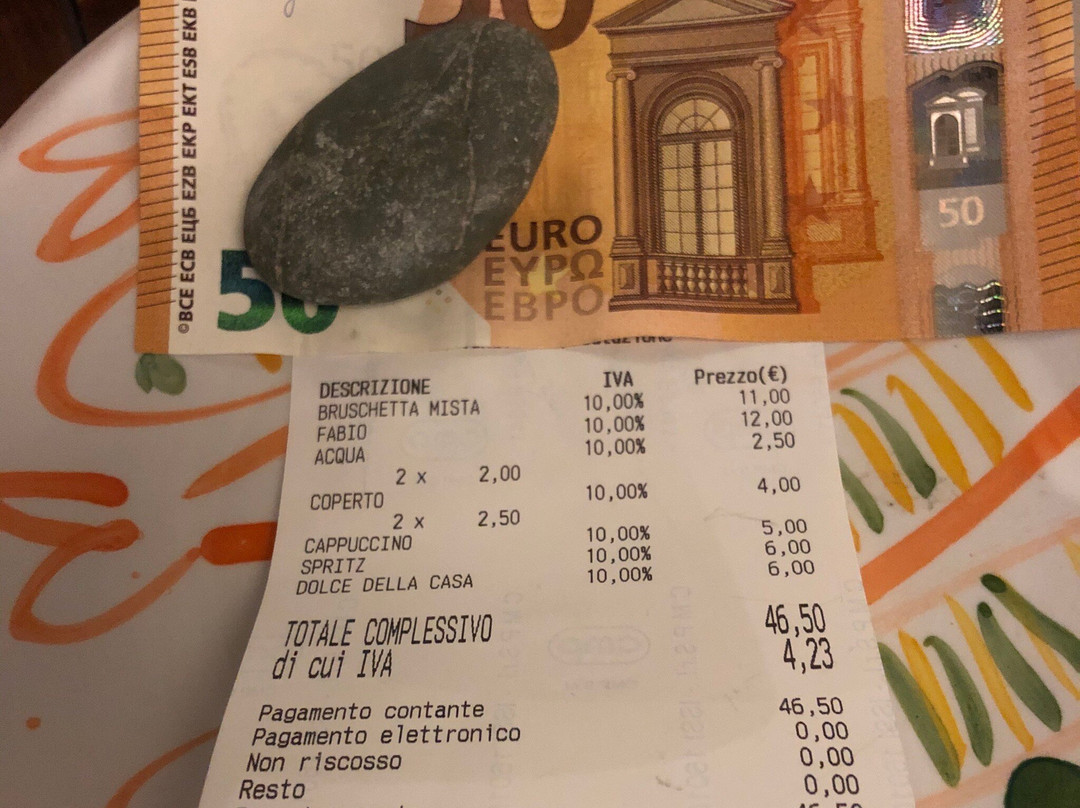 ©BCE ECB ЕЦБ EZB EKP EKT ESB EKB
50
EURO
ΕΥΡΩ
ЕВРО
50
DESCRIZIONE IVA Prezzo(€)
BRUSCHETTA MISTA 10,00% 11,00
FABIO 10,00% 12,00
ACQUA 10,00% 2,50
2 x 2,00
COPERTO 10,00% 4,00
2 x 2,50
CAPPUCCINO 10,00% 5,00
SPRITZ 10,00% 6,00
DOLCE DELLA CASA 10,00% 6,00
TOTALE COMPLESSIVO 46,50
di cui IVA 4,23
Pagamento contante 46,50
Pagamento elettronico 0,00
Non riscosso 0,00
Resto 0,00